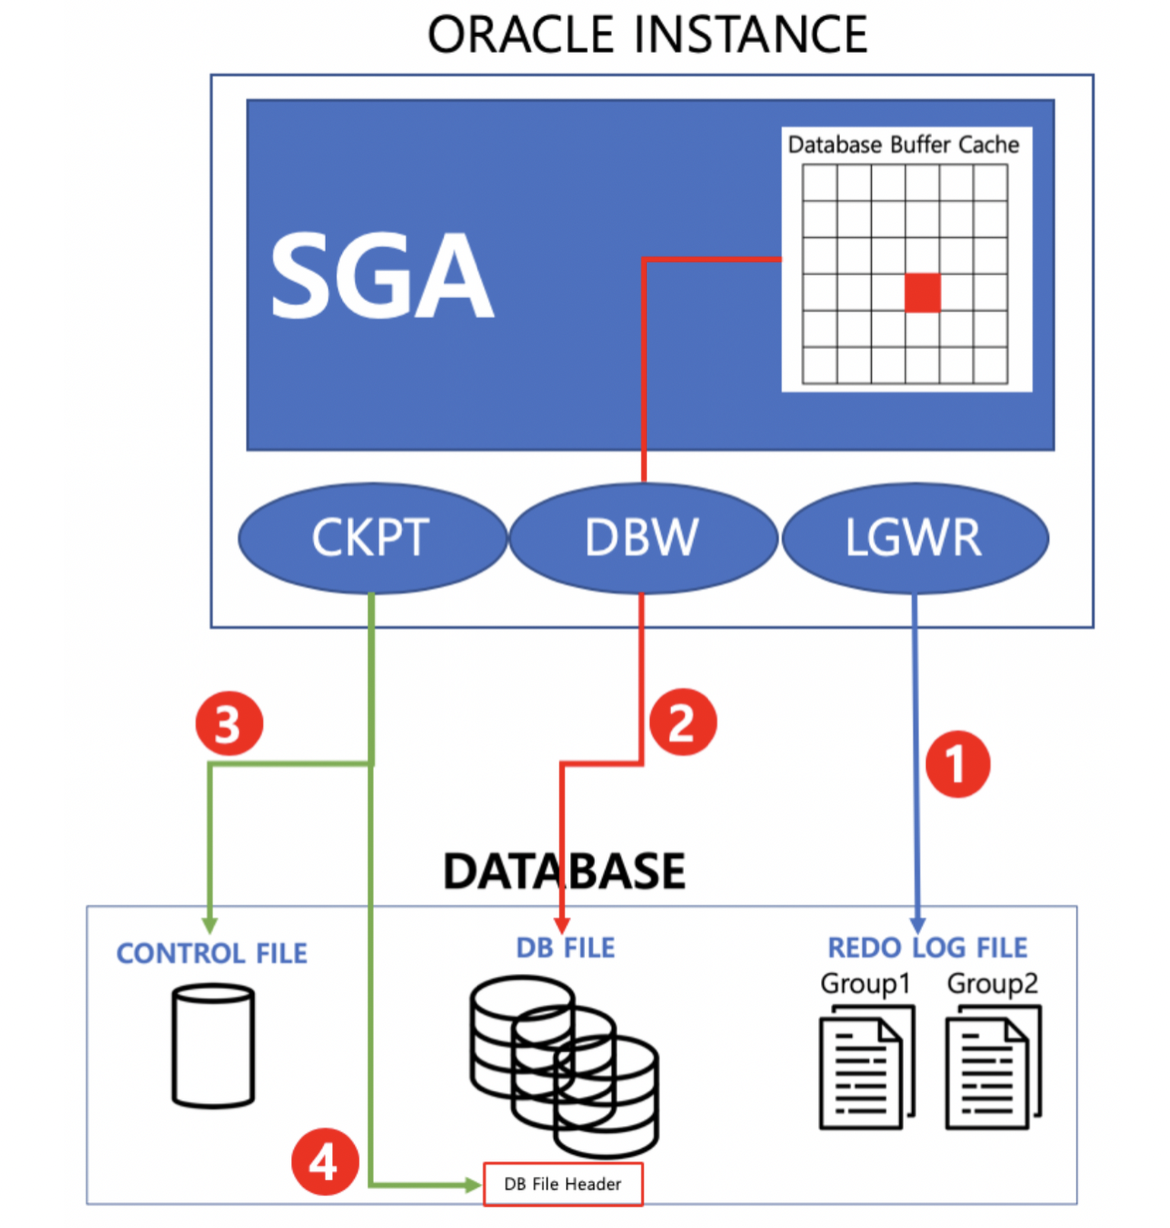 ORACLE INSTANCE
Database Buffer Cache
SGA
CKPT
DBW
LGWR
3
2
1
DATABASE
CONTROL FILE
DB FILE
REDO LOG FILE
Group1
Group2
4
DB File Header